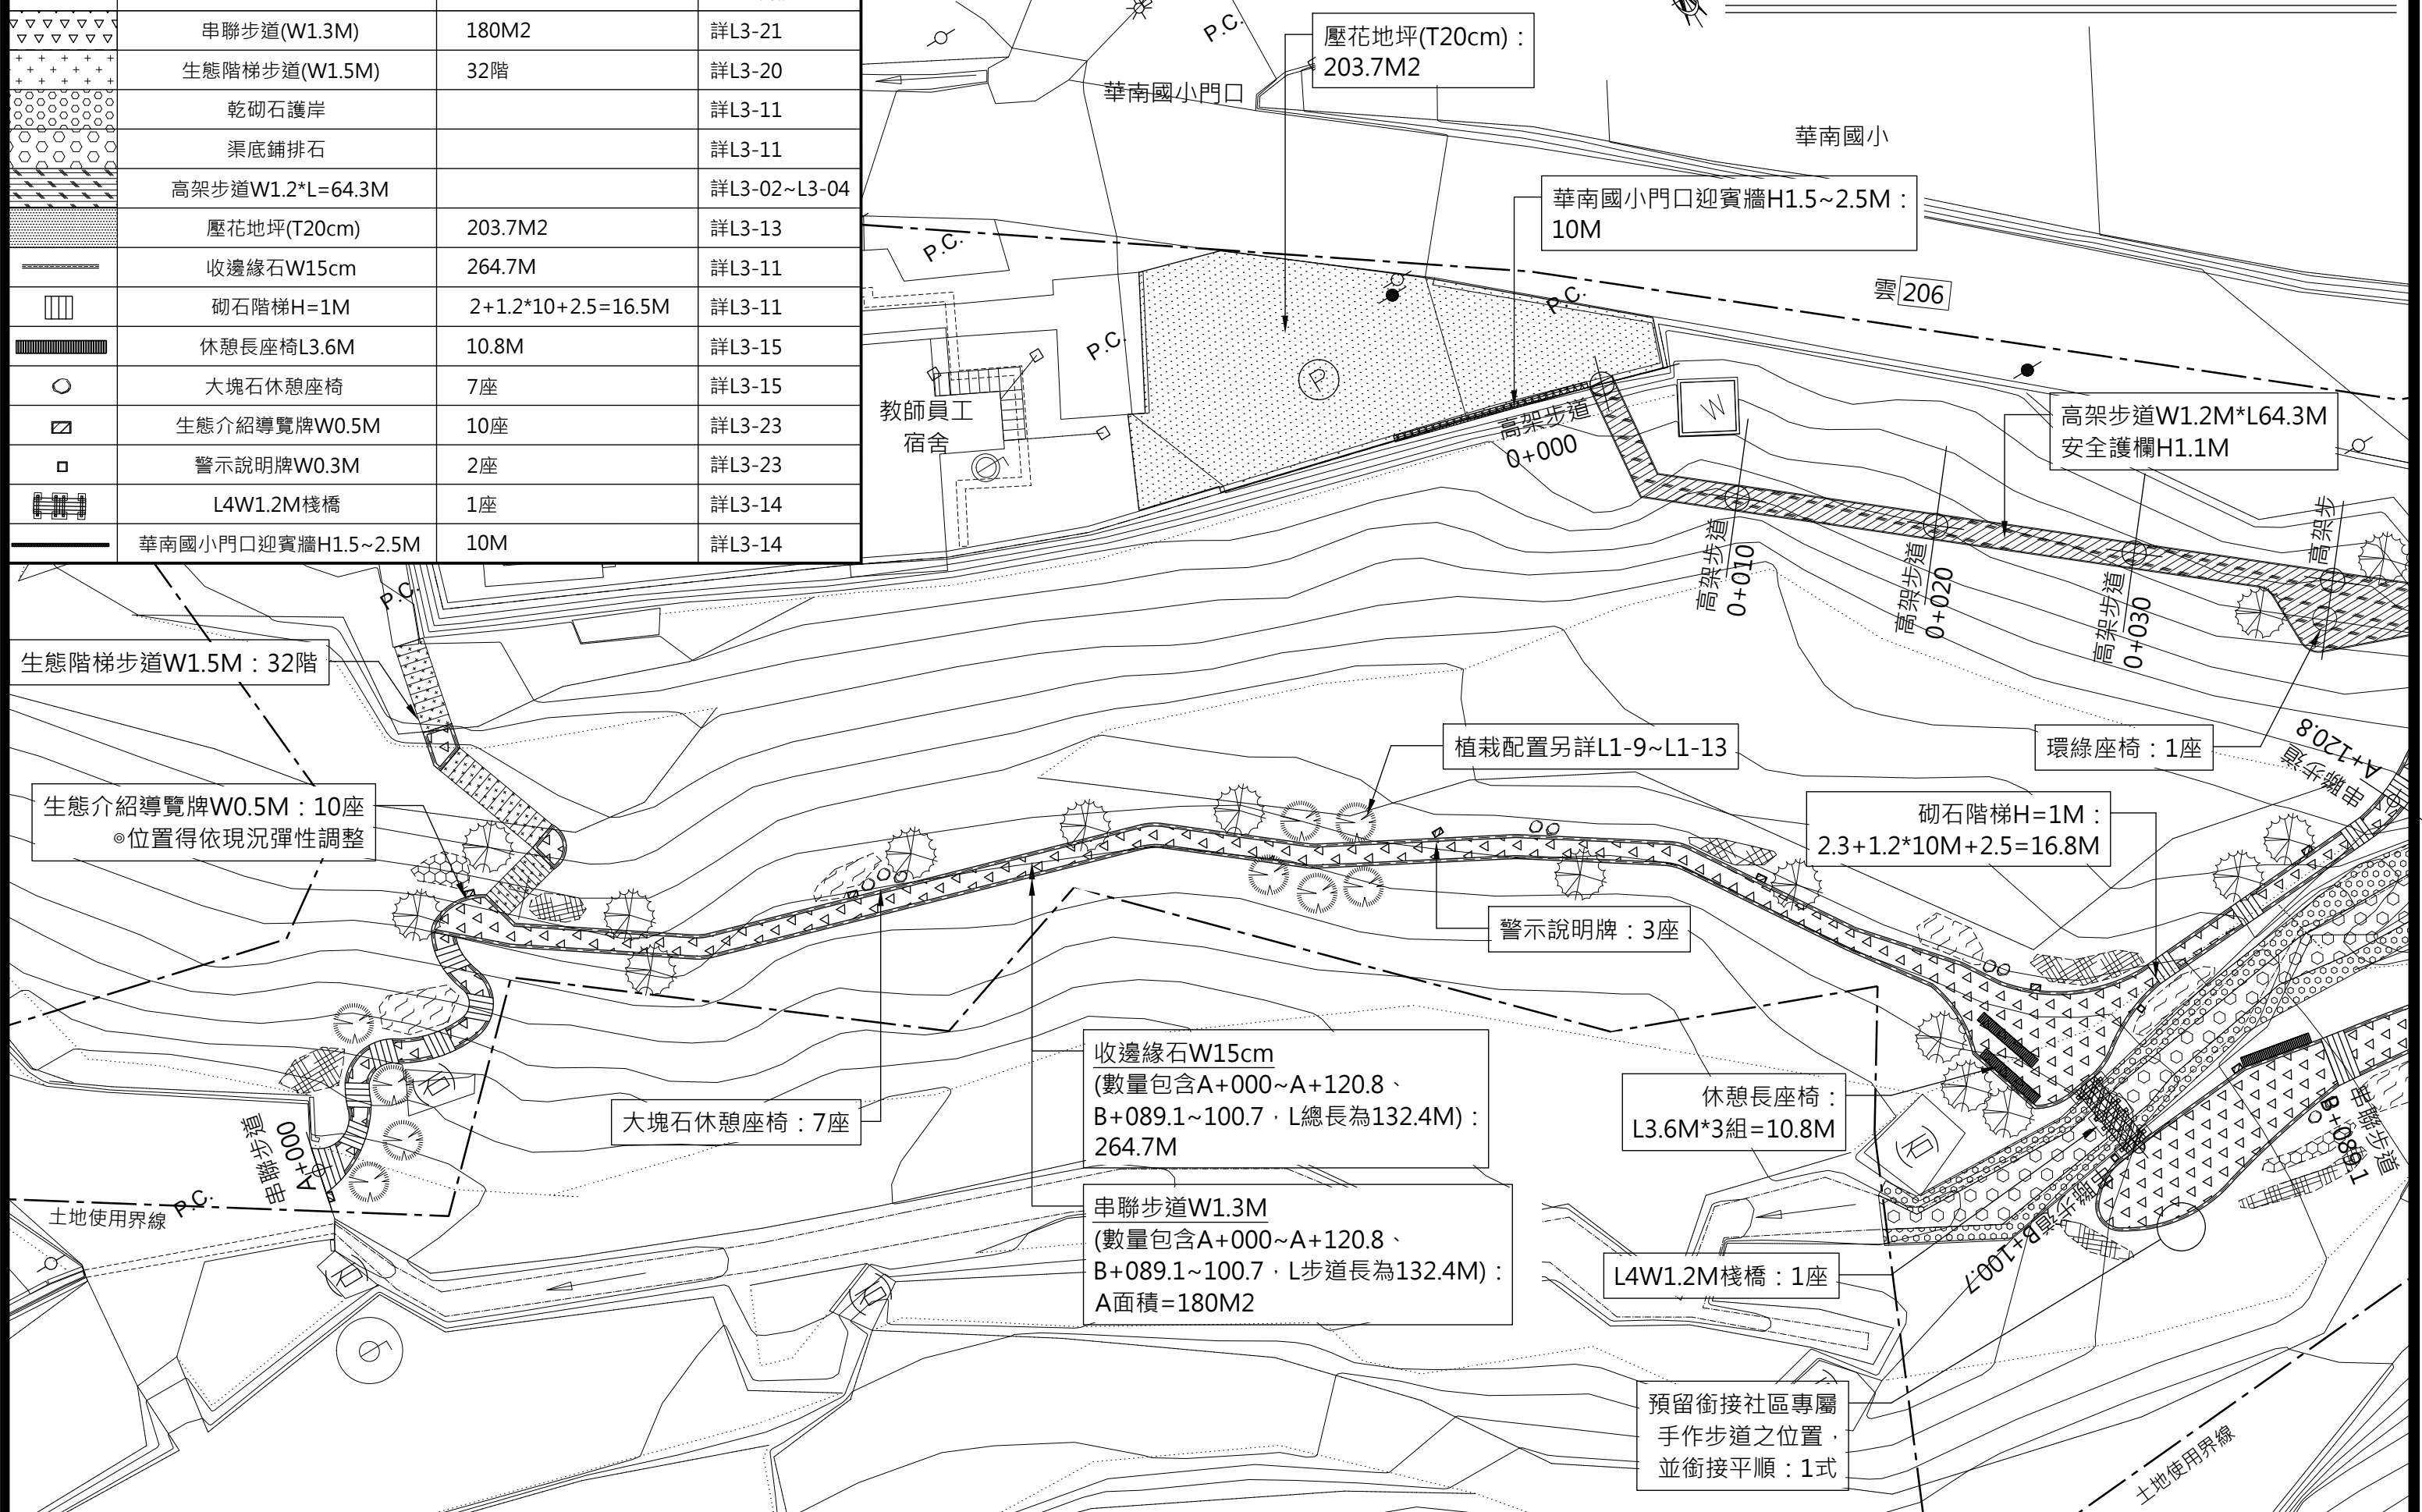 串聯步道(W1.3M) 180M2 詳L3-21
生態階梯步道(W1.5M) 32階 詳L3-20
乾砌石護岸 詳L3-11
渠底鋪排石 詳L3-11
高架步道W1.2*L=64.3M 詳L3-02~L3-04
壓花地坪(T20cm) 203.7M2 詳L3-13
收邊緣石W15cm 264.7M 詳L3-11
砌石階梯H=1M 2+1.2*10+2.5=16.5M 詳L3-11
休憩長座椅L3.6M 10.8M 詳L3-15
大塊石休憩座椅 7座 詳L3-15
生態介紹導覽牌W0.5M 10座 詳L3-23
警示說明牌W0.3M 2座 詳L3-23
L4W1.2M棧橋 1座 詳L3-14
華南國小門口迎賓牆H1.5~2.5M 10M 詳L3-14
P.C.
壓花地坪(T20cm)：
203.7M2
華南國小門口
華南國小
華南國小門口迎賓牆H1.5~2.5M：
10M
P.C.
P.C.
P.C.
雲206
P
W
教師員工
宿舍
高架步道
0+000
高架步道W1.2M*L64.3M
安全護欄H1.1M
高架步道
0+010
高架步道
0+020
高架步道
0+030
高架步
P.C.
生態階梯步道W1.5M：32階
植栽配置另詳L1-9~L1-13
環綠座椅：1座
串聯步道
A+120.8
生態介紹導覽牌W0.5M：10座
◎位置得依現況彈性調整
砌石階梯H=1M：
2.3+1.2*10M+2.5=16.8M
警示說明牌：3座
收邊緣石W15cm
(數量包含A+000~A+120.8、
B+089.1~100.7，L總長為132.4M)：
264.7M
大塊石休憩座椅：7座
休憩長座椅：
L3.6M*3組=10.8M
串聯步道
A+000
串聯步道
B+089.1
P.C.
土地使用界線
串聯步道W1.3M
(數量包含A+000~A+120.8、
B+089.1~100.7，L步道長為132.4M)：
A面積=180M2
串聯步道B+100.7
L4W1.2M棧橋：1座
預留銜接社區專屬
手作步道之位置，
並銜接平順：1式
土地使用界線